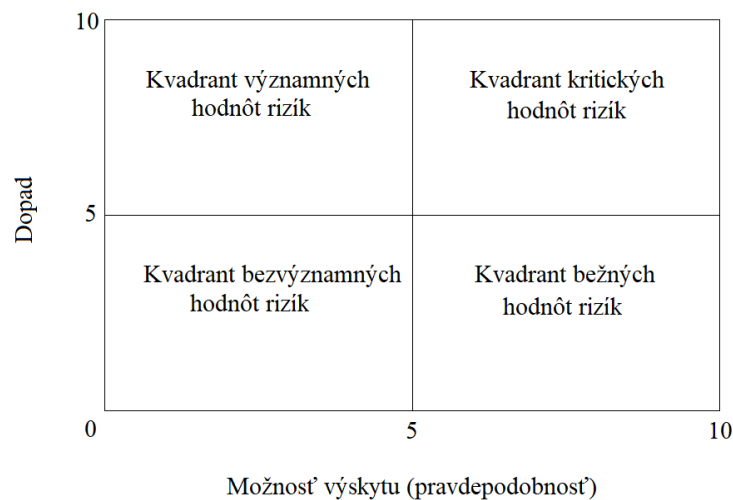 10
Kvadrant významných
hodnôt rizík
Kvadrant kritických
hodnôt rizík
Dopad
5
Kvadrant bezvýznamných
hodnôt rizík
Kvadrant bežných
hodnôt rizík
0
5
10
Možnosť výskytu (pravdepodobnosť)